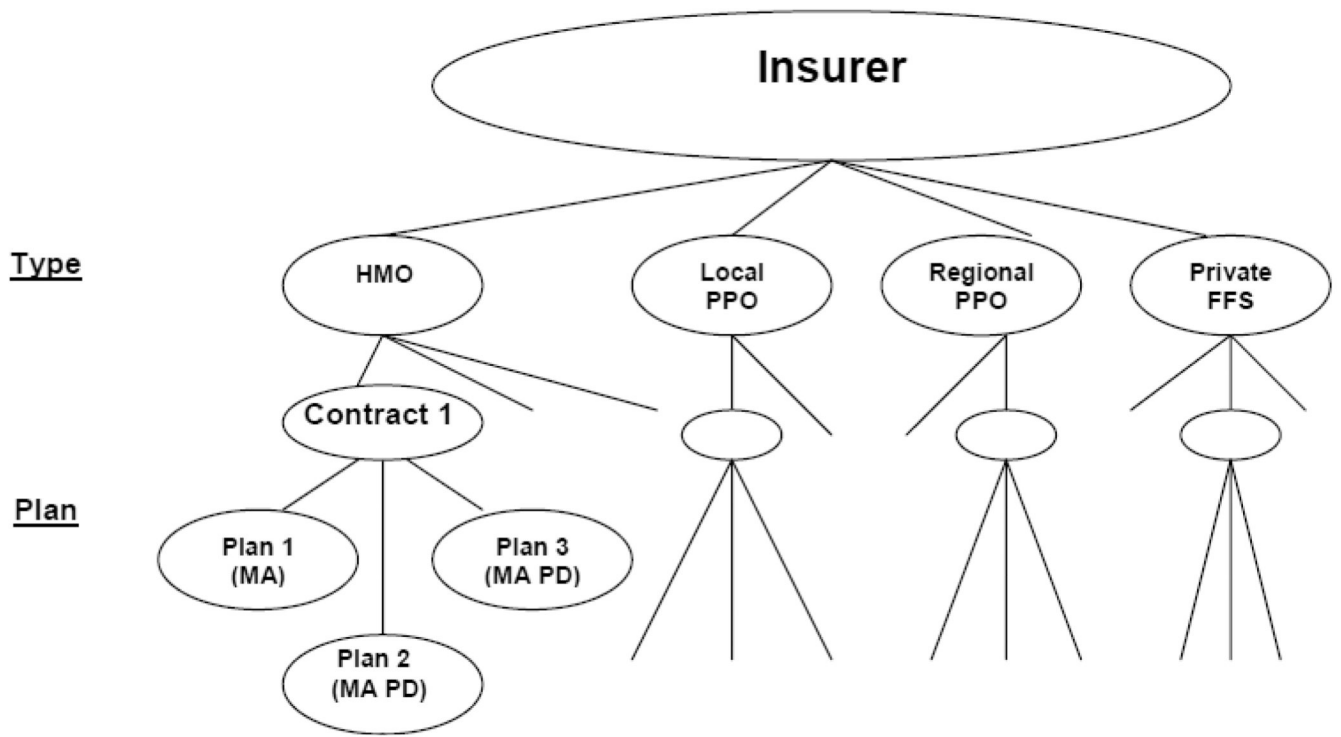 Insurer
Type
HMO
Local
PPO
Regional
PPO
Private
FFS
Contract 1
Plan
Plan 1
(MA)
Plan 3
(MA PD)
Plan 2
(MA PD)